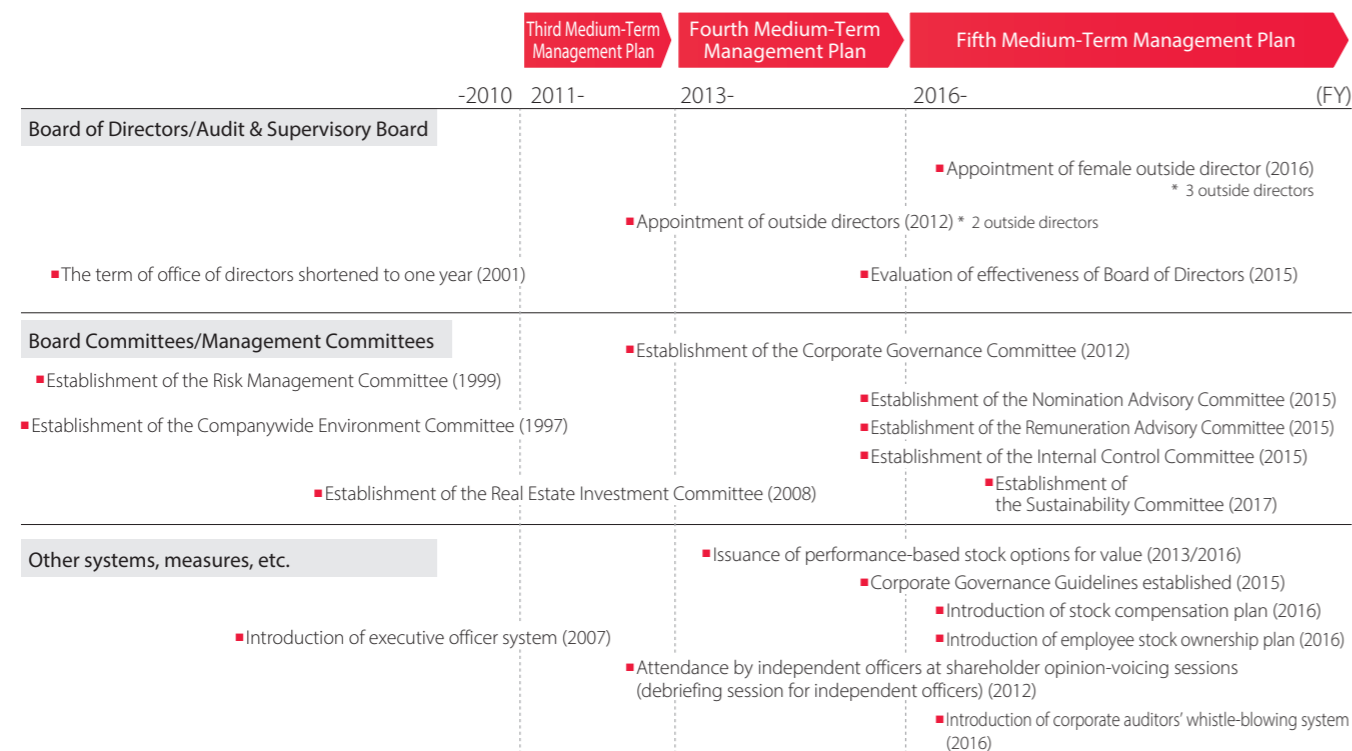 Third Medium-Term
Management Plan
Fourth Medium-Term
Management Plan
Fifth Medium-Term Management Plan
-2010 2011- 2013- 2016- (FY)
Board of Directors/Audit & Supervisory Board
Appointment of female outside director (2016)
* 3 outside directors
Appointment of outside directors (2012) * 2 outside directors
The term of office of directors shortened to one year (2001)
Evaluation of effectiveness of Board of Directors (2015)
Board Committees/Management Committees
Establishment of the Corporate Governance Committee (2012)
Establishment of the Risk Management Committee (1999)
Establishment of the Nomination Advisory Committee (2015)
Establishment of the Companywide Environment Committee (1997)
Establishment of the Remuneration Advisory Committee (2015)
Establishment of the Internal Control Committee (2015)
Establishment of the Real Estate Investment Committee (2008)
Establishment of
the Sustainability Committee (2017)
Other systems, measures, etc.
Issuance of performance-based stock options for value (2013/2016)
Corporate Governance Guidelines established (2015)
Introduction of stock compensation plan (2016)
Introduction of executive officer system (2007)
Introduction of employee stock ownership plan (2016)
Attendance by independent officers at shareholder opinion-voicing sessions
(debriefing session for independent officers) (2012)
Introduction of corporate auditors' whistle-blowing system
(2016)